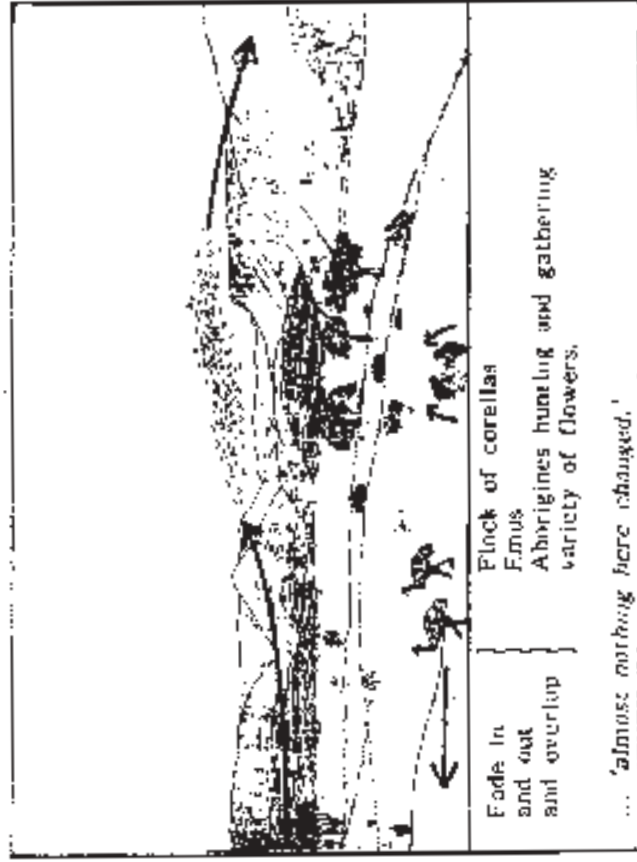 Fade in
and out
and overlap
Flock of corellas
Emus
Aborigines hunting and gathering
variety of flowers.
... 'almost nothing here changed.'